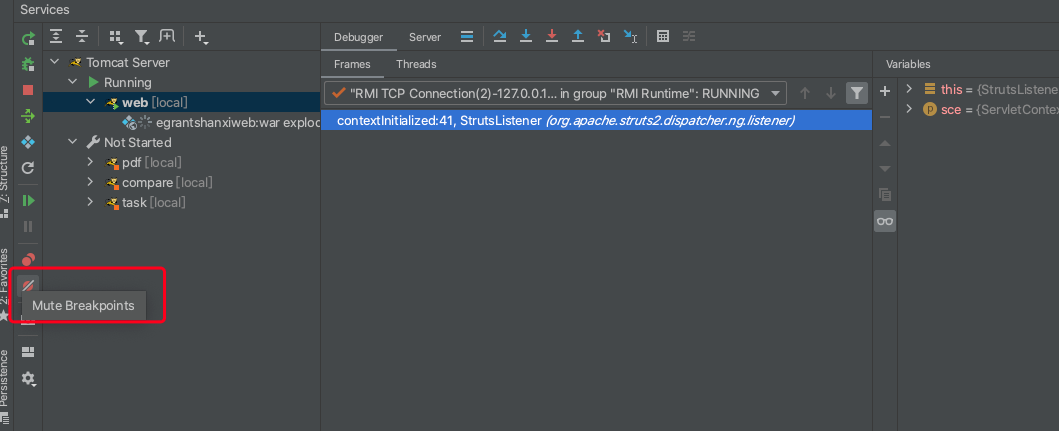 Services
Debugger
Server
Tomcat Server
Running
web [local]
egrantshanxiweb:war exploc
Not Started
pdf [local]
compare [local]
task [local]
Frames
Threads
"RMI TCP Connection(2)-127.0.0.1... in group "RMI Runtime": RUNNING
contextInitialized:41, StrutsListener (org.apache.struts2.dispatcher.ng.listener)
Variables
this = {StrutsListene
sce = {ServletContex
Z: Structure
2: Favorites
Mute Breakpoints
Persistence